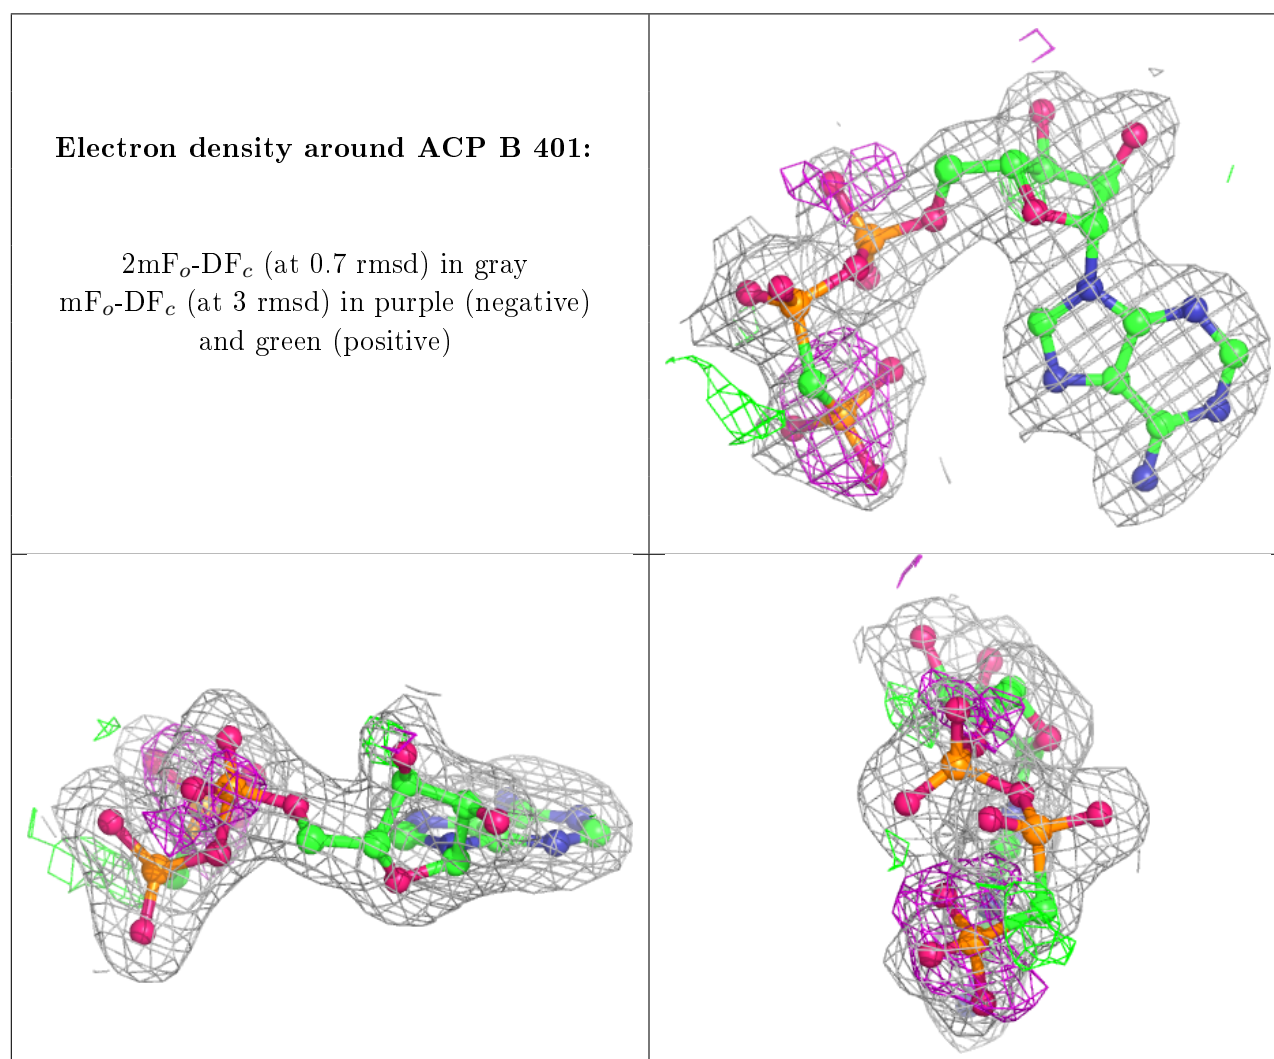 Electron density around ACP B 401:
2mFo-DFc (at 0.7 rmsd) in gray
mFo-DFc (at 3 rmsd) in purple (negative)
and green (positive)